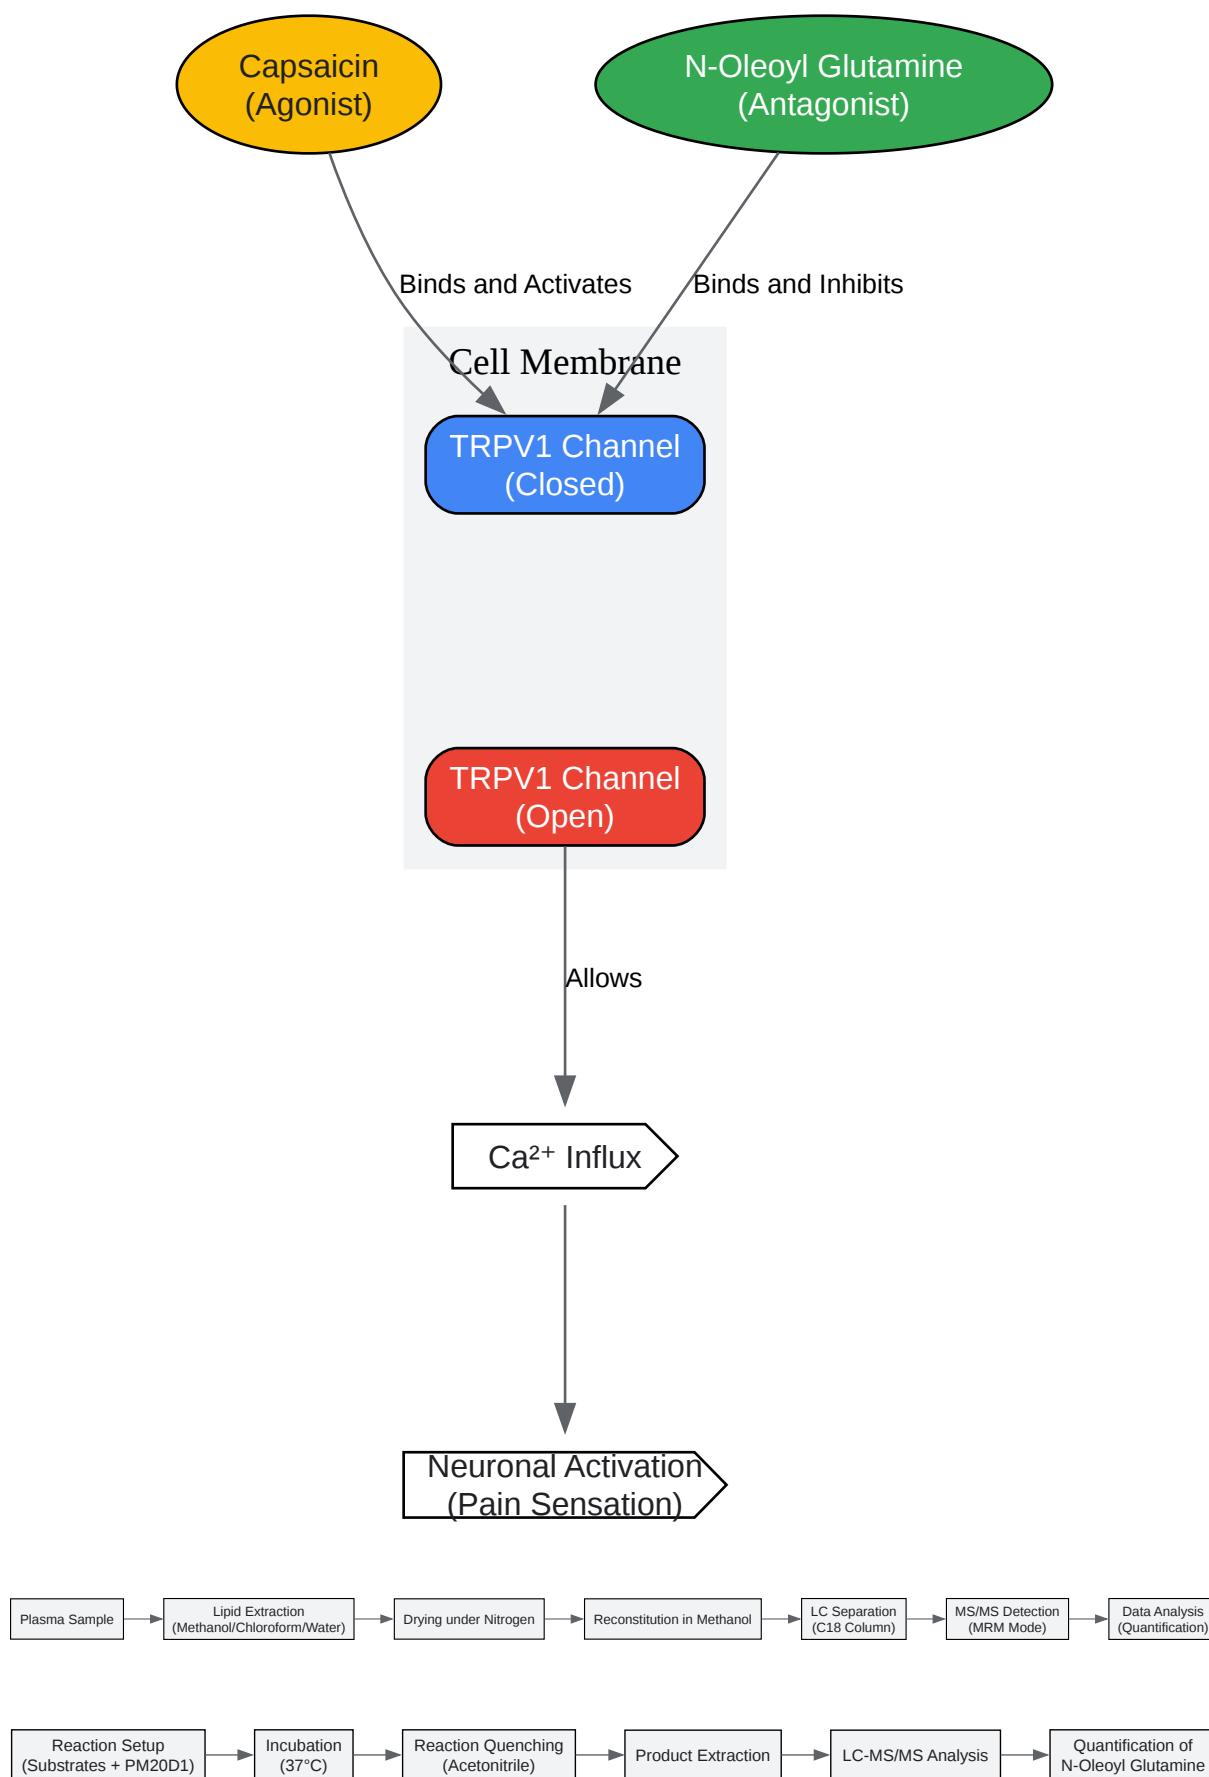 Capsaicin
(Agonist)
N-Oleoyl Glutamine
(Antagonist)
Binds and Activates
Binds and Inhibits
Cell Membrane
TRPV1 Channel
(Closed)
TRPV1 Channel
(Open)
Allows
Ca²⁺ Influx
Neuronal Activation
(Pain Sensation)
Plasma Sample
Lipid Extraction
(Methanol/Chloroform/Water)
Drying under Nitrogen
Reconstitution in Methanol
LC Separation
(C18 Column)
MS/MS Detection
(MRM Mode)
Data Analysis
(Quantification)
Reaction Setup
(Substrates + PM20D1)
Incubation
(37°C)
Reaction Quenching
(Acetonitrile)
Product Extraction
LC-MS/MS Analysis
Quantification of
N-Oleoyl Glutamine